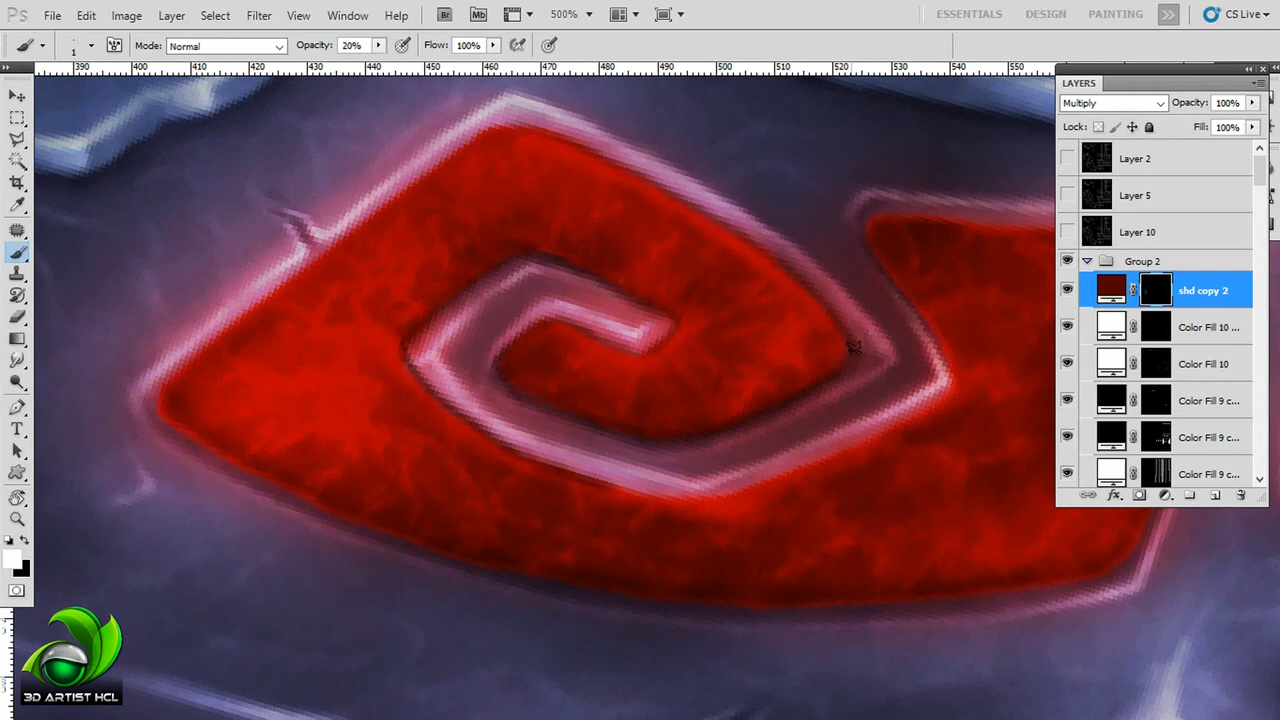 Ps File Edit Image Layer Select Filter View Window Help Br Mb 500% ESSENTIALS DESIGN PAINTING CS Live
1 Mode: Normal Opacity: 20% Flow: 100%
390 400 410 420 430 440 450 460 470 480 490 500 510 520 530 540 550
LAYERS
Multiply Opacity: 100%
Lock: Fill: 100%
Layer 2
Layer 5
Layer 10
Group 2
shd copy 2
Color Fill 10 ...
Color Fill 10
Color Fill 9 c...
Color Fill 9 c...
Color Fill 9 c...
3D ARTIST HCL